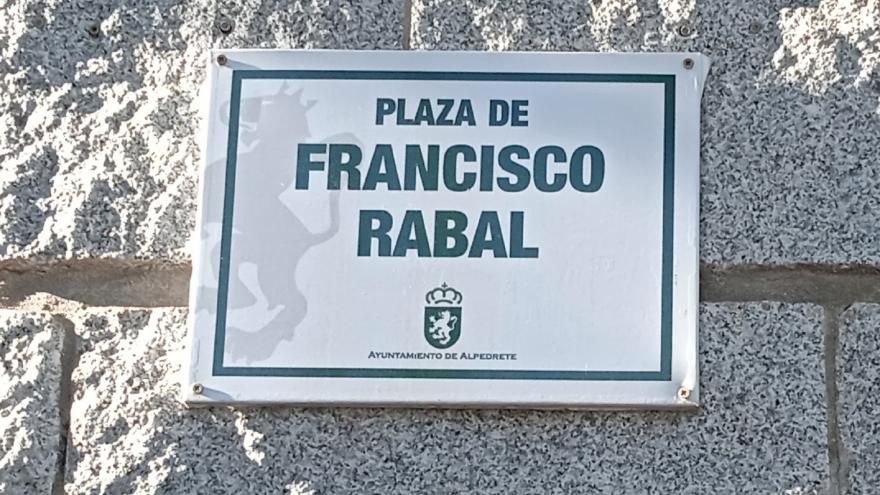 PLAZA DE
FRANCISCO
RABAL
AYUNTAMIENTO DE ALPEDRETE